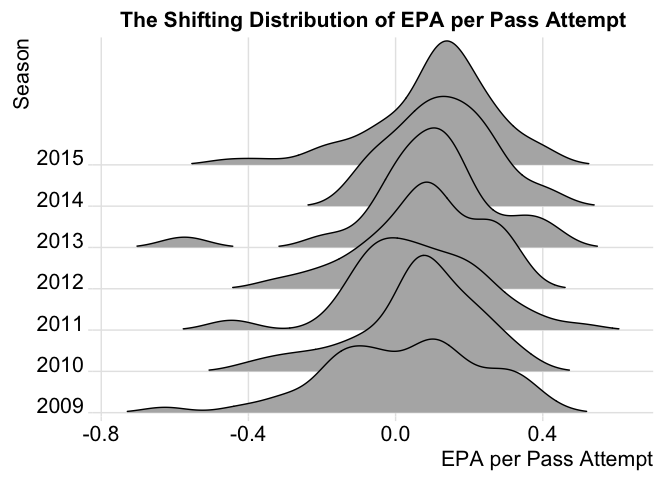 The Shifting Distribution of EPA per Pass Attempt
Season
2015
2014
2013
2012
2011
2010
2009
-0.8 -0.4 0.0 0.4
EPA per Pass Attempt